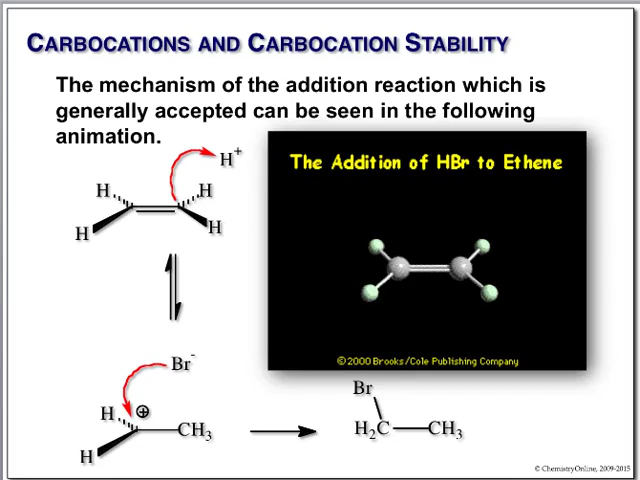 CARBOCATIONS AND CARBOCATION STABILITY
The mechanism of the addition reaction which is
generally accepted can be seen in the following
animation.
H+
The Addition of HBr to Ethene
H H
H H
© 2000 Brooks/Cole Publishing Company
Br-
Br
H ⊕
CH3
H2C CH3
H
© ChemistryOnline, 2009-2015